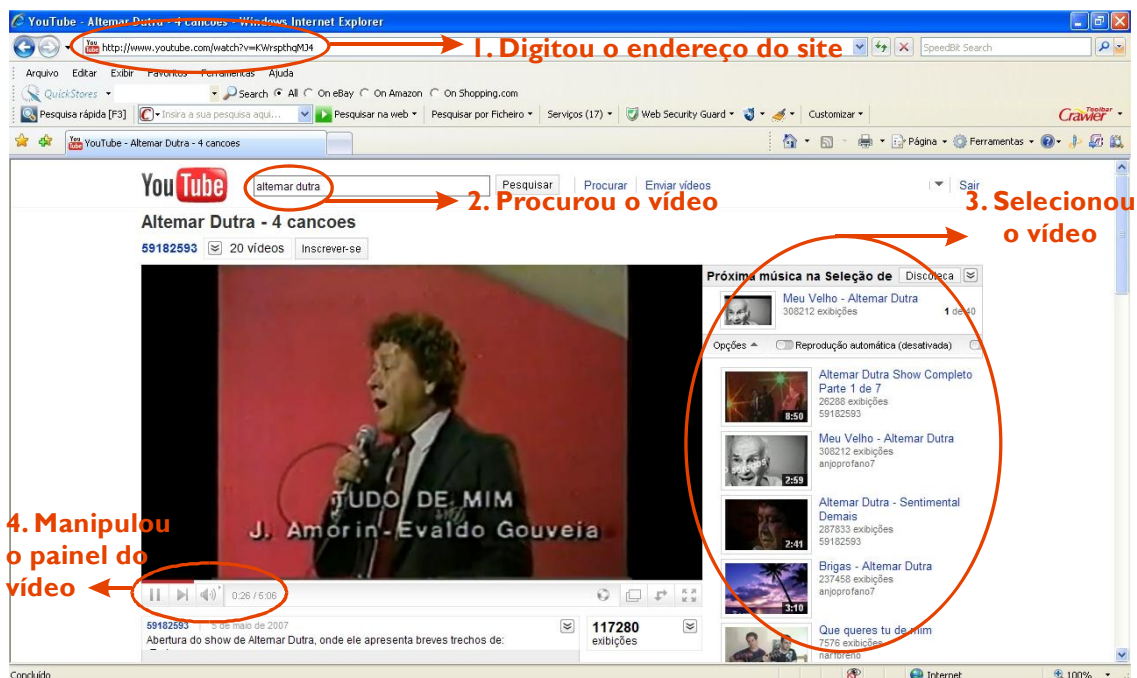 YouTube - Altemar Dutra - 4 cancoes - Windows Internet Explorer
http://www.youtube.com/watch?v=KWrspthqMJ4
1. Digitou o endereço do site
SpeedBit Search
Arquivo Editar Exibir Favoritos Ferramentas Ajuda
QuickStores Search All On eBay On Amazon On Shopping.com
Pesquisa rápida [F3] Insira a sua pesquisa aqui... Pesquisar na web Pesquisar por Ficheiro Serviços (17) Web Security Guard Customizar Crawler Toolbar
YouTube - Altemar Dutra - 4 cancoes Página Ferramentas
YouTube altemar dutra Pesquisar Procurar Enviar vídeos Sair
2. Procurou o vídeo
3. Selecionou
o vídeo
Altemar Dutra - 4 cancoes
59182593 20 vídeos Inscrever-se
Próxima música na Seleção de Discoteca
Meu Velho - Altemar Dutra
308212 exibições 1 de 40
Opções Reprodução automática (desativada)
Altemar Dutra Show Completo
Parte 1 de 7
26288 exibições
8:50 59182593
Meu Velho - Altemar Dutra
308212 exibições
anjoprofano7
2:59
Altemar Dutra - Sentimental
Demais
287833 exibições
2:41 59182593
Brigas - Altemar Dutra
237458 exibições
anjoprofano7
3:10
Que queres tu de mim
7576 exibições
TUDO DE MIM
J. Amorin-Evaldo Gouveia
4. Manipulou
o painel do
vídeo
0:26 / 5:06
59182593 5 de maio de 2007
Abertura do show de Altemar Dutra, onde ele apresenta breves trechos de:
117280
exibições
Concluído Internet 100%